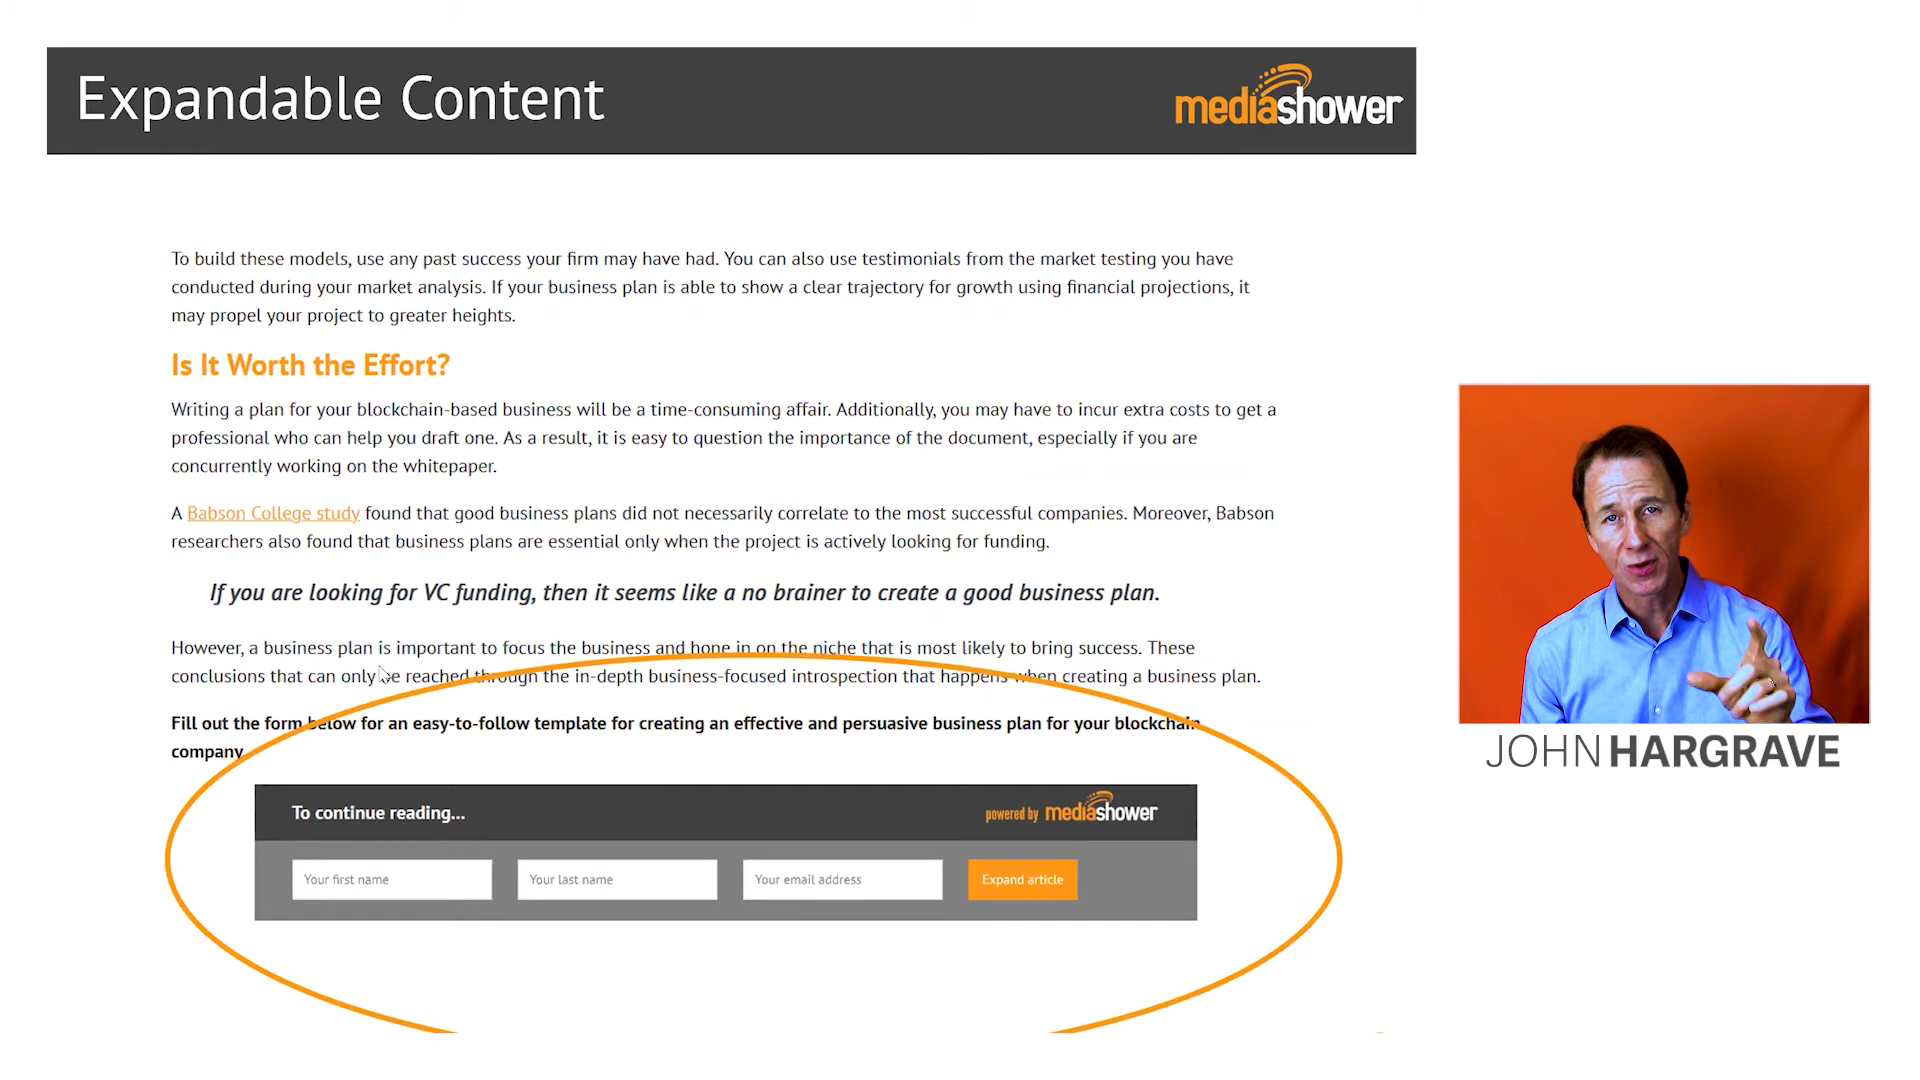 Expandable Content
mediashower
To build these models, use any past success your firm may have had. You can also use testimonials from the market testing you have
conducted during your market analysis. If your business plan is able to show a clear trajectory for growth using financial projections, it
may propel your project to greater heights.
Is It Worth the Effort?
Writing a plan for your blockchain-based business will be a time-consuming affair. Additionally, you may have to incur extra costs to get a
professional who can help you draft one. As a result, it is easy to question the importance of the document, especially if you are
concurrently working on the whitepaper.
A Babson College study found that good business plans did not necessarily correlate to the most successful companies. Moreover, Babson
researchers also found that business plans are essential only when the project is actively looking for funding.
If you are looking for VC funding, then it seems like a no brainer to create a good business plan.
However, a business plan is important to focus the business and hone in on the niche that is most likely to bring success. These
conclusions that can only be reached through the in-depth business-focused introspection that happens when creating a business plan.
Fill out the form below for an easy-to-follow template for creating an effective and persuasive business plan for your blockchain
company.
To continue reading...
powered by mediashower
Your first name
Your last name
Your email address
Expand article
JOHN HARGRAVE